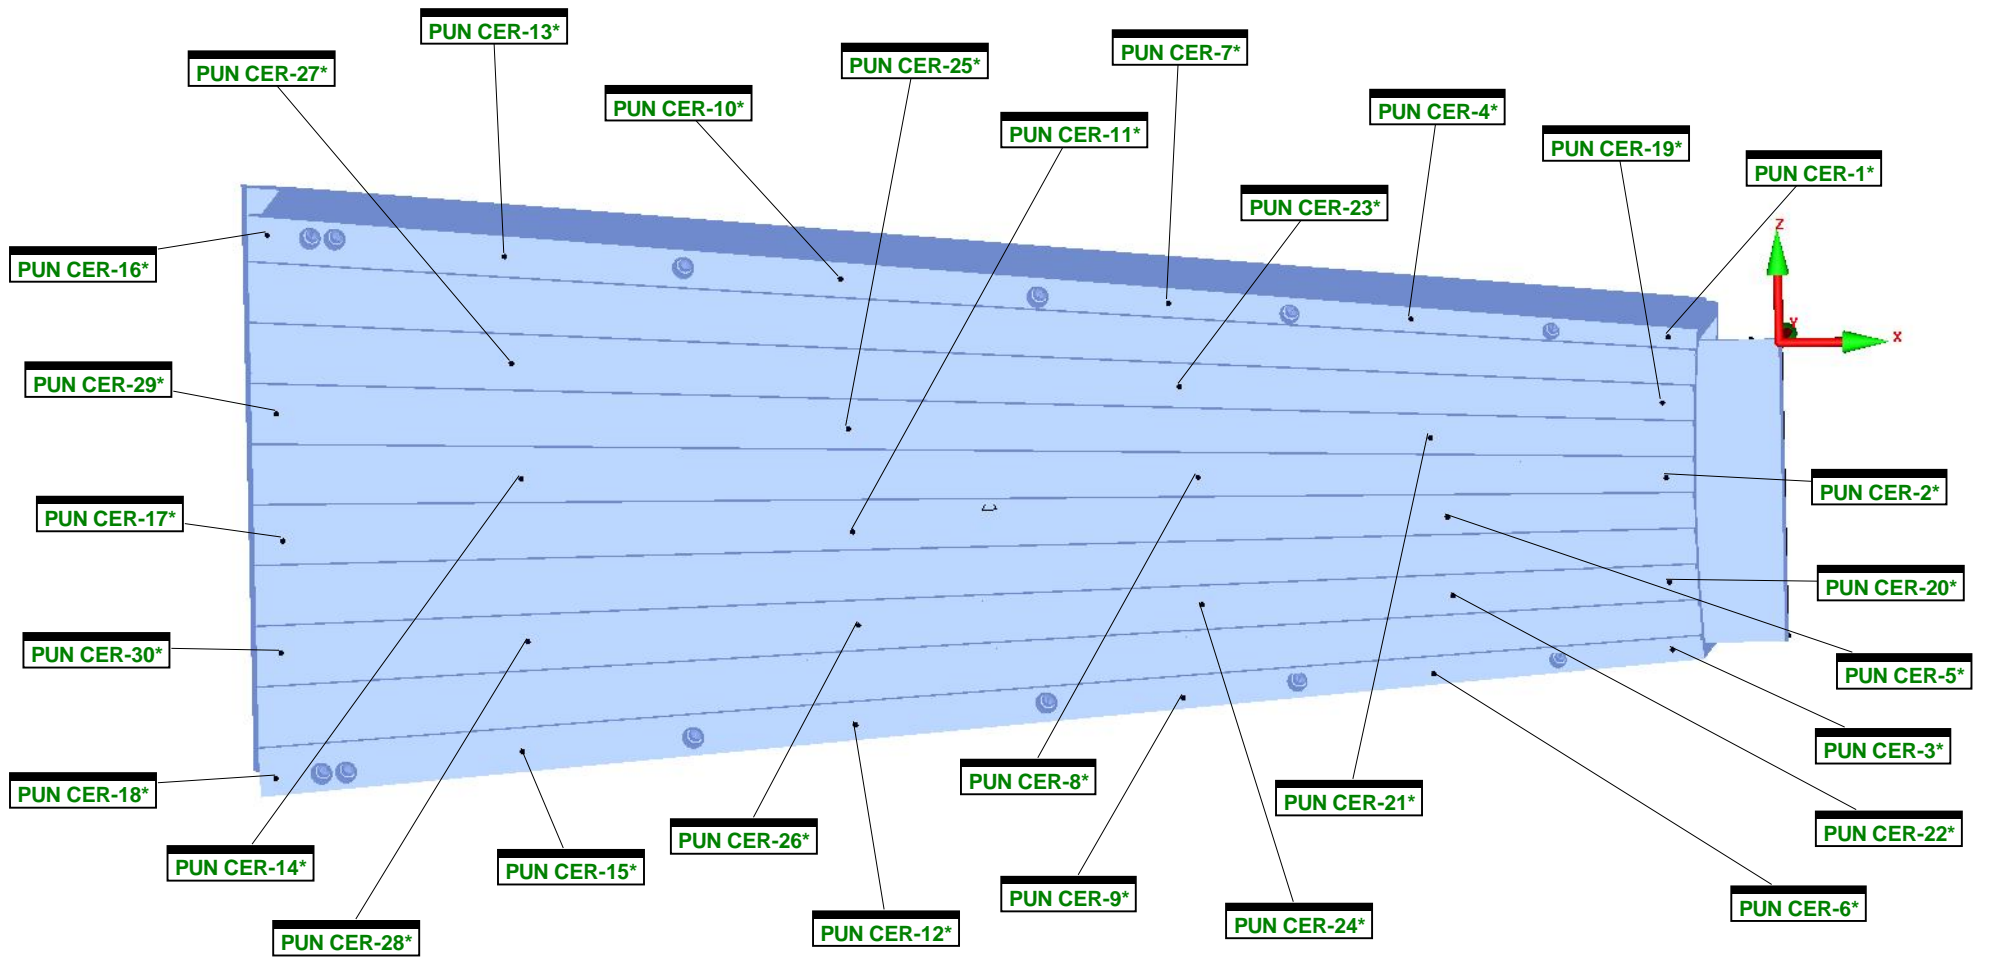 PUN CER-13*
PUN CER-7*
PUN CER-25*
PUN CER-27*
PUN CER-10*
PUN CER-4*
PUN CER-11*
PUN CER-19*
PUN CER-1*
PUN CER-23*
Z
PUN CER-16*
Y
X
PUN CER-29*
PUN CER-2*
PUN CER-17*
PUN CER-20*
PUN CER-30*
PUN CER-5*
PUN CER-3*
PUN CER-8*
PUN CER-18*
PUN CER-21*
PUN CER-22*
PUN CER-26*
PUN CER-14*
PUN CER-15*
PUN CER-9*
PUN CER-6*
PUN CER-24*
PUN CER-12*
PUN CER-28*